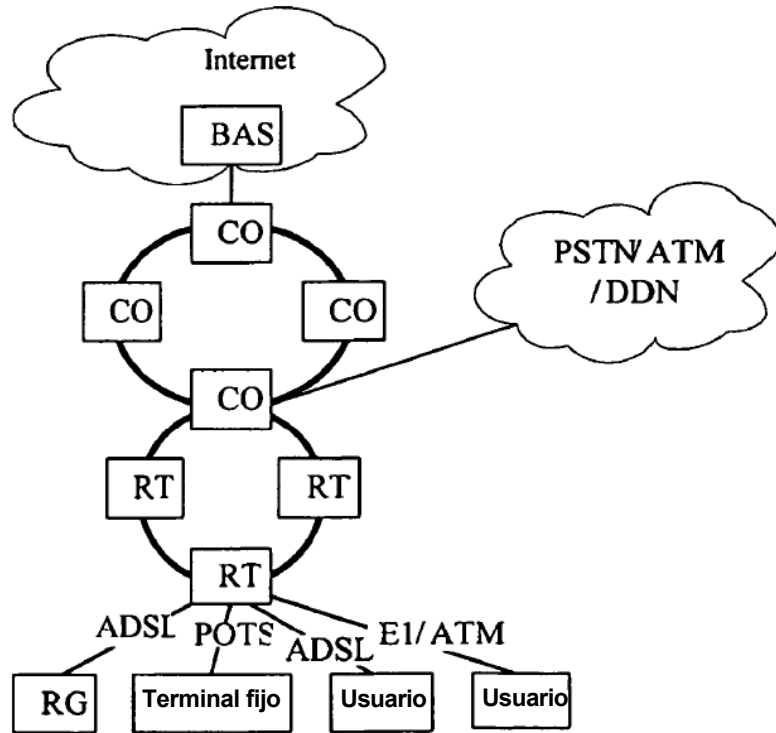 Internet
BAS
CO
PSTN/ATM
/DDN
CO
CO
CO
RT
RT
RT
ADSL
POTS
ADSL
E1/ATM
RG
Terminal fijo
Usuario
Usuario